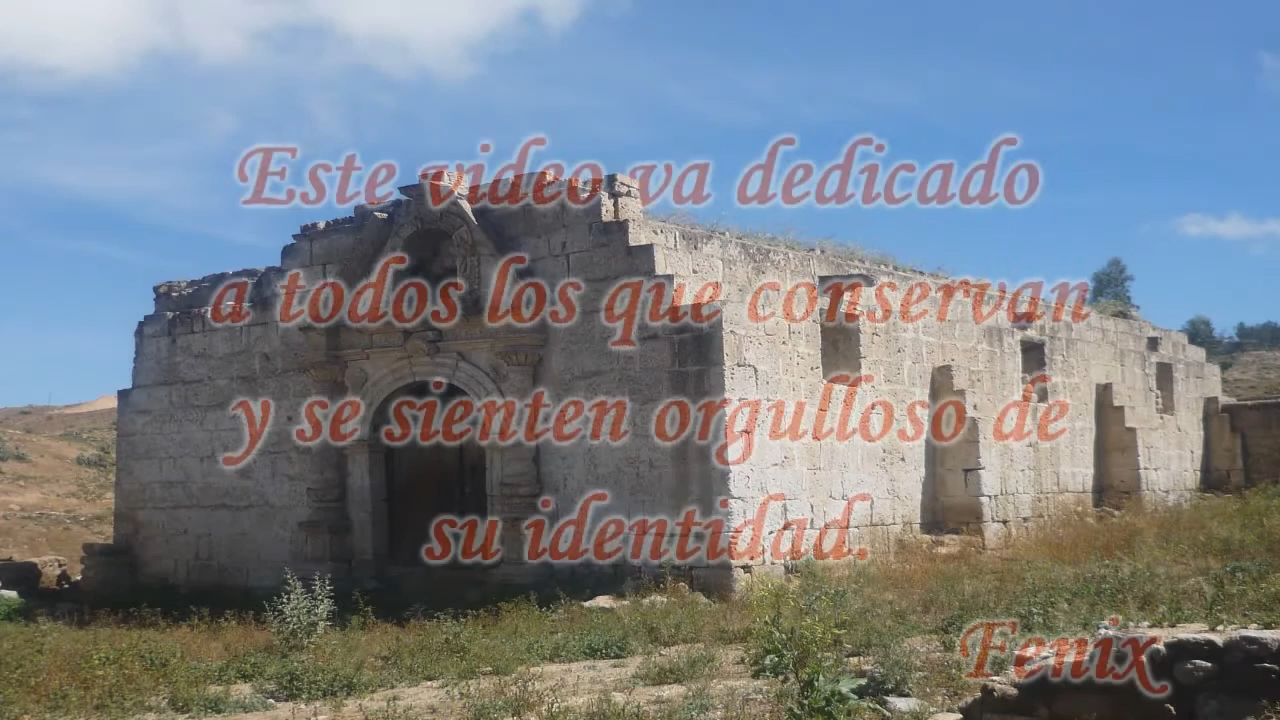 Este video va dedicado
a todos los que conservan
y se sienten orgulloso de
su identidad.
Fenix